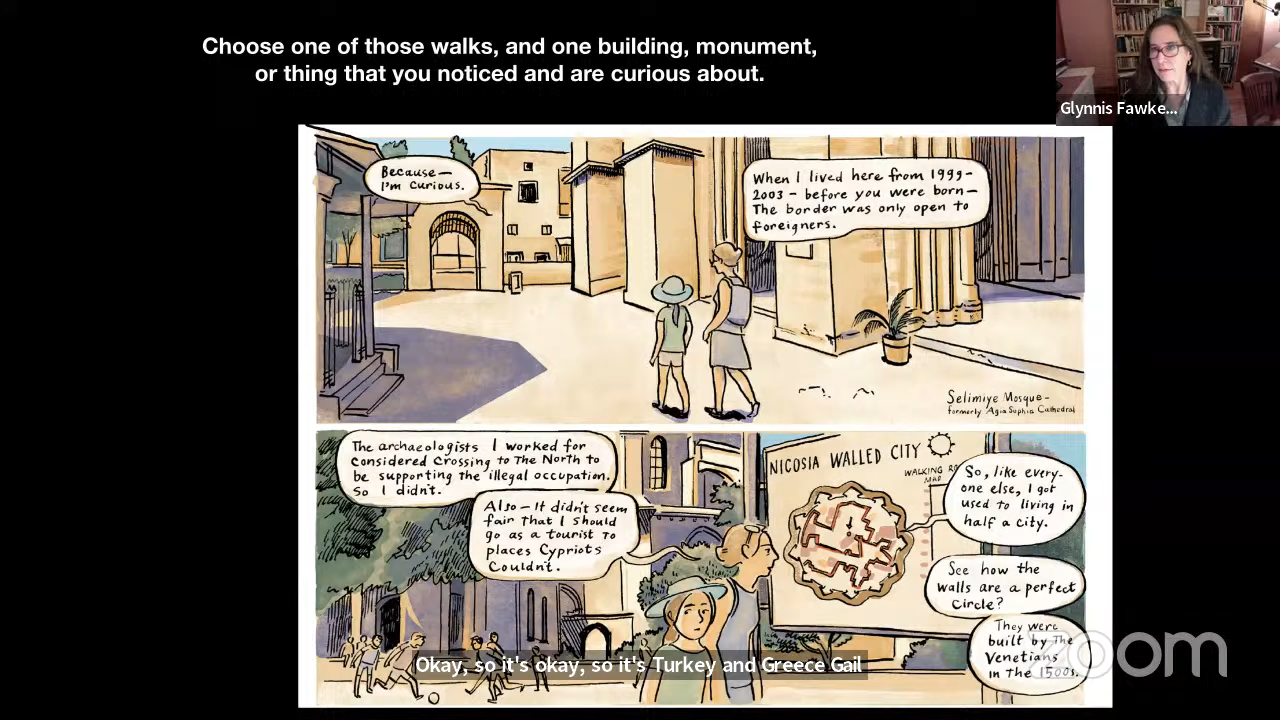 Choose one of those walks, and one building, monument,
or thing that you noticed and are curious about.
Glynnis Fawke...
Because—
I'm curious.
When I lived here from 1999-
2003 – before you were born—
The border was only open to
foreigners.
Selimiye Mosque-
formerly Agia Sophia Cathedral
The archaeologists I worked for
considered crossing to The North to
be supporting the illegal occupation.
So I didn't.
Also – It didn't seem
fair that I should
go as a tourist to
places Cypriots
Couldn't.
NICOSIA WALLED CITY
WALKING
MAP
So, like every-
one else, I got
used to living in
half a city.
See how the
walls are a perfect
circle?
They were
built by The
Venetians
in the 1500s.
Okay, so it's okay, so it's Turkey and Greece Gail
zoom